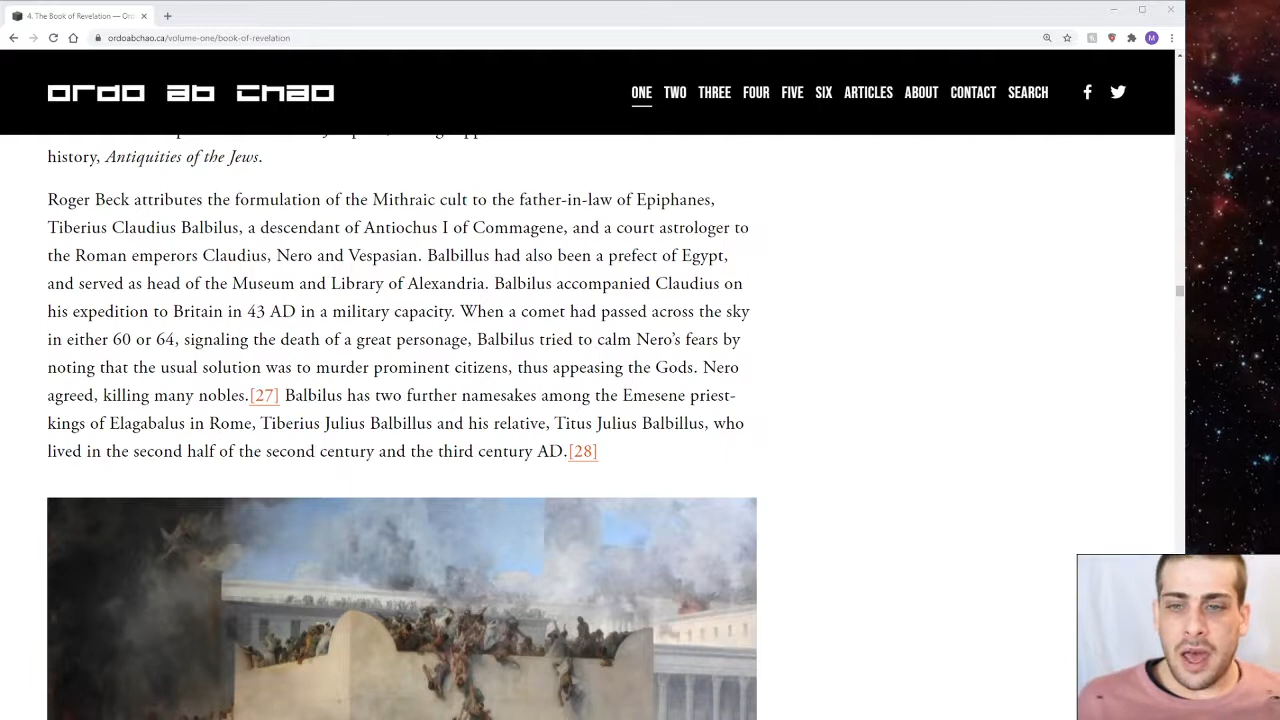 4. The Book of Revelation — Ord
ordoabchao.ca/volume-one/book-of-revelation
M
ordo ab chao
ONE TWO THREE FOUR FIVE SIX ARTICLES ABOUT CONTACT SEARCH
history, Antiquities of the Jews.
Roger Beck attributes the formulation of the Mithraic cult to the father-in-law of Epiphanes,
Tiberius Claudius Balbilus, a descendant of Antiochus I of Commagene, and a court astrologer to
the Roman emperors Claudius, Nero and Vespasian. Balbillus had also been a prefect of Egypt,
and served as head of the Museum and Library of Alexandria. Balbilus accompanied Claudius on
his expedition to Britain in 43 AD in a military capacity. When a comet had passed across the sky
in either 60 or 64, signaling the death of a great personage, Balbilus tried to calm Nero’s fears by
noting that the usual solution was to murder prominent citizens, thus appeasing the Gods. Nero
agreed, killing many nobles.[27] Balbilus has two further namesakes among the Emesene priest-
kings of Elagabalus in Rome, Tiberius Julius Balbillus and his relative, Titus Julius Balbillus, who
lived in the second half of the second century and the third century AD.[28]